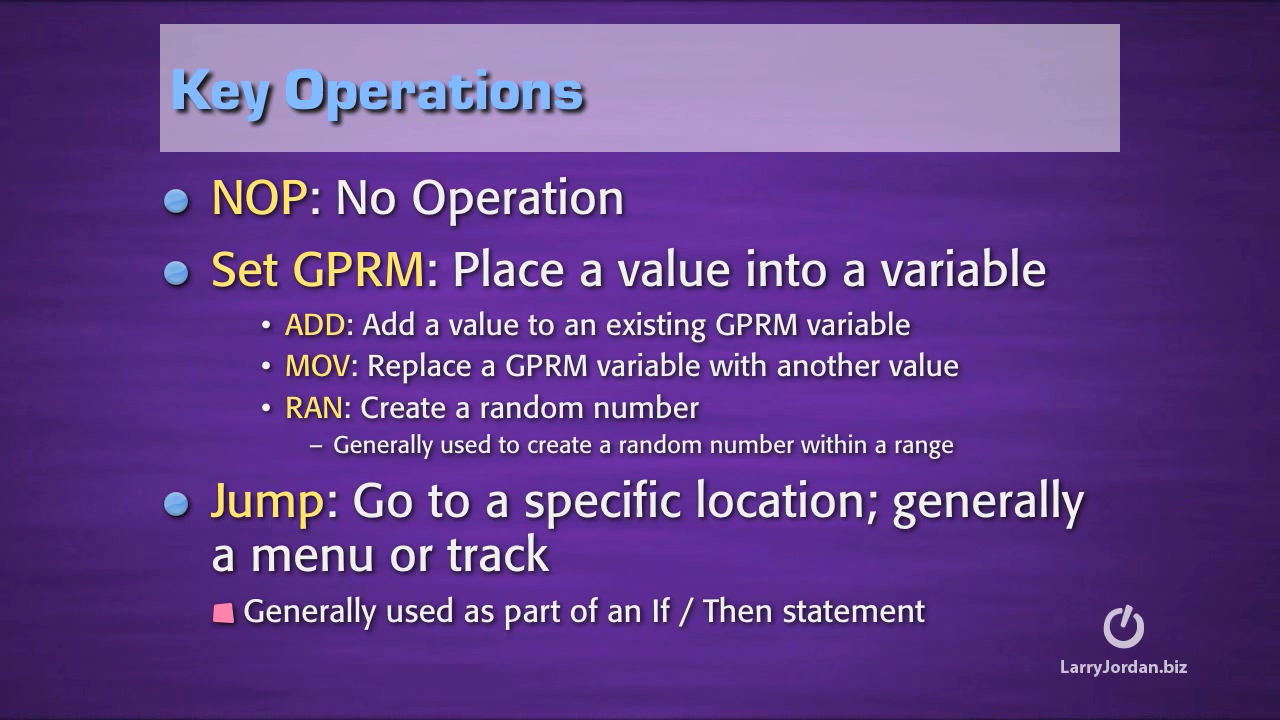 Key Operations
NOP: No Operation
Set GPRM: Place a value into a variable
• ADD: Add a value to an existing GPRM variable
• MOV: Replace a GPRM variable with another value
• RAN: Create a random number
– Generally used to create a random number within a range
Jump: Go to a specific location; generally
a menu or track
Generally used as part of an If / Then statement
LarryJordan.biz